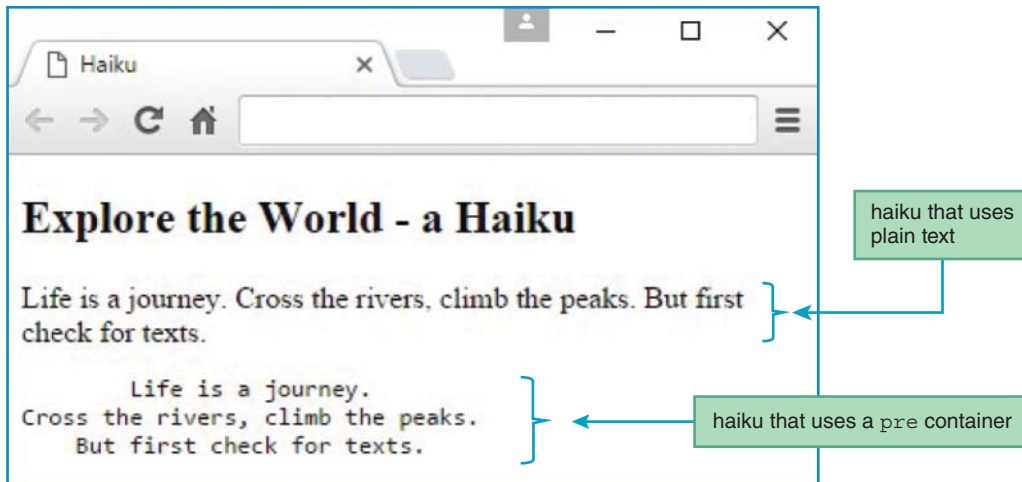 Haiku
Explore the World - a Haiku
haiku that uses
plain text
Life is a journey. Cross the rivers, climb the peaks. But first
check for texts.
Life is a journey.
Cross the rivers, climb the peaks.
But first check for texts.
haiku that uses a pre container